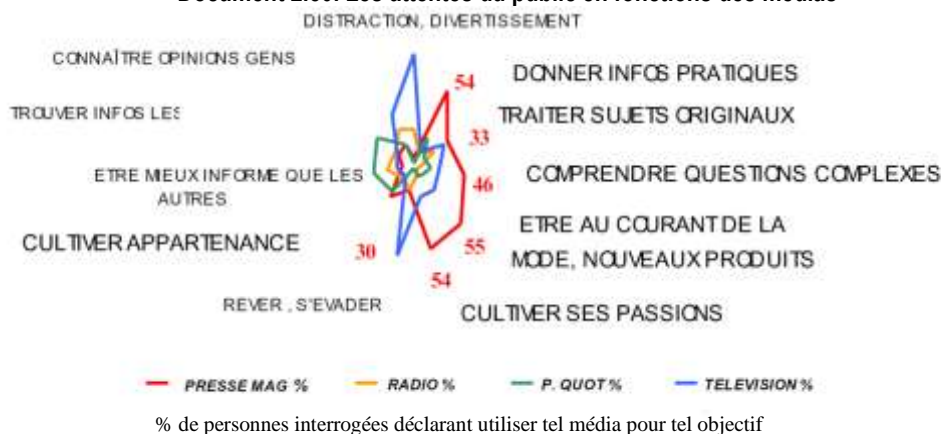 DISTRACTION, DIVERTISSEMENT
CONNAÎTRE OPINIONS GENS
54
DONNER INFOS PRATIQUES
TROUVER INFOS LES
TRAITER SUJETS ORIGINAUX
33
ETRE MIEUX INFORME QUE LES
AUTRES
46
COMPRENDRE QUESTIONS COMPLEXES
CULTIVER APPARTENANCE
30
55
ETRE AU COURANT DE LA
MODE, NOUVEAUX PRODUITS
54
REVER , S'EVADER
CULTIVER SES PASSIONS
PRESSE MAG % RADIO % P. QUOT % TELEVISION %
% de personnes interrogées déclarant utiliser tel média pour tel objectif